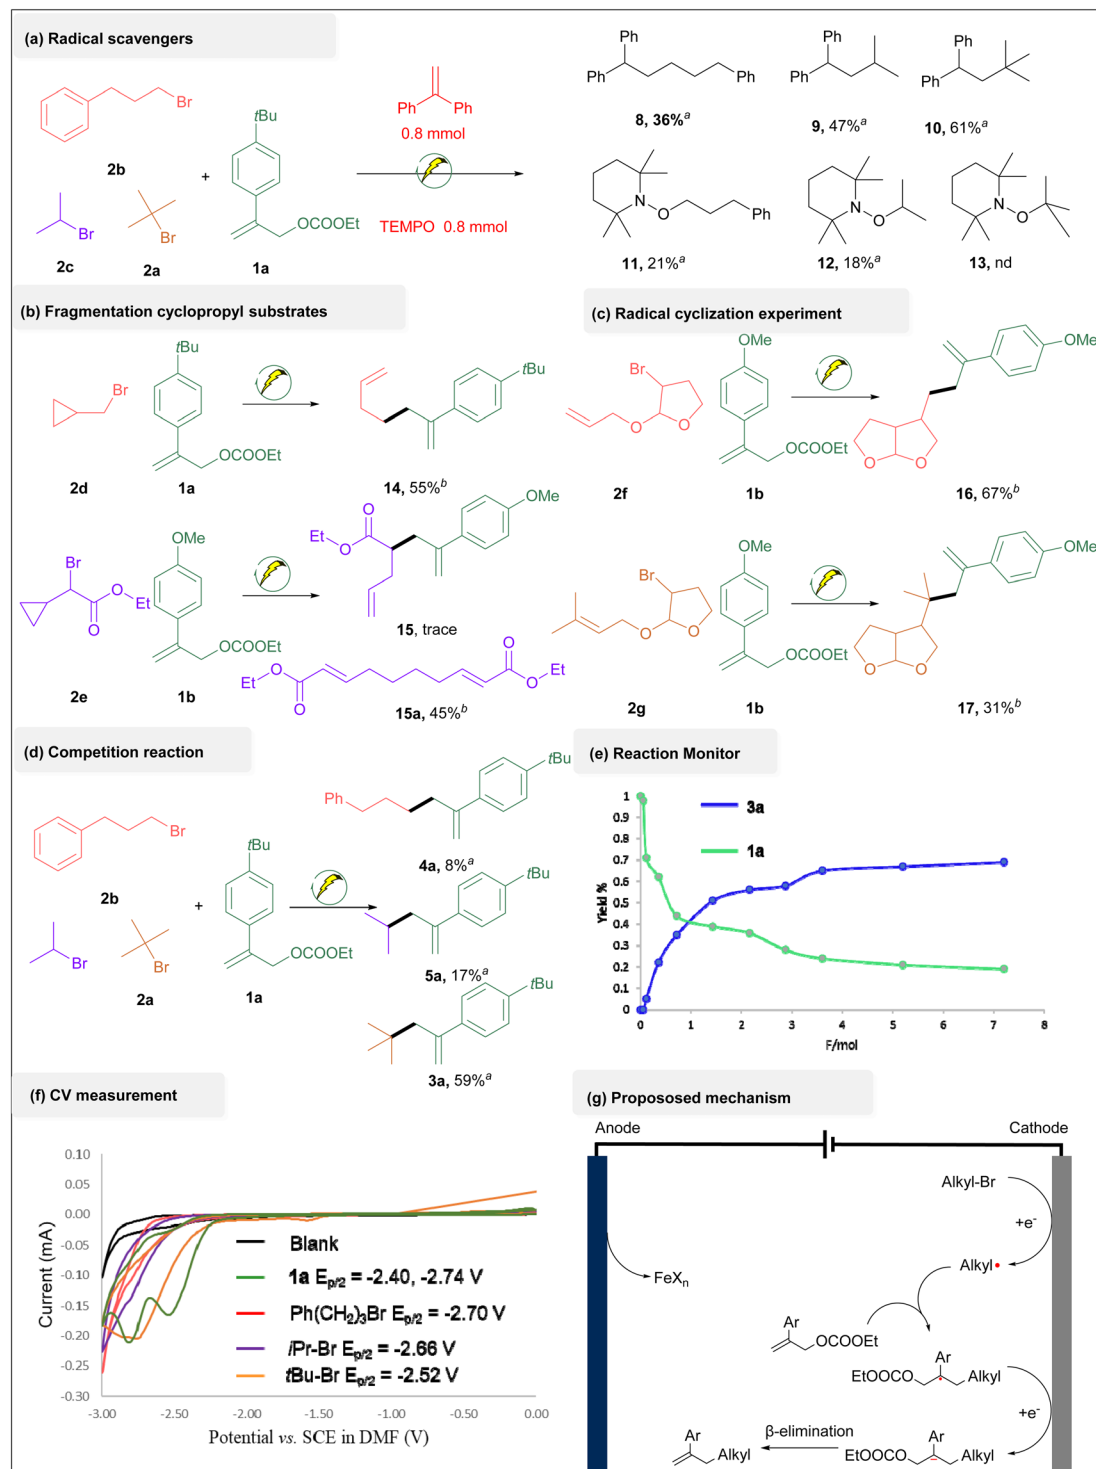 (a) Radical scavengers
Br
2b
Br
2c
Br
2a
+
tBu
OCOOEt
1a
Ph Ph
0.8 mmol
TEMPO 0.8 mmol
Ph
Ph Ph
8, 36%a
Ph
Ph
9, 47%a
Ph
Ph
10, 61%a
N
O
Ph
11, 21%a
N
O
12, 18%a
N
O
13, nd
(b) Fragmentation cyclopropyl substrates
Br
2d
tBu
OCOOEt
1a
tBu
14, 55%b
Br
O
Et
O
2e
OMe
OCOOEt
1b
O
Et
O
OMe
15, trace
Et
O
O
O
O
Et
15a, 45%b
(c) Radical cyclization experiment
Br
O
O
2f
OMe
OCOOEt
1b
OMe
O
O
16, 67%b
Br
O
O
2g
OMe
OCOOEt
1b
OMe
O
O
17, 31%b
(d) Competition reaction
Br
2b
Br
Br
2a
+
tBu
OCOOEt
1a
Ph
tBu
4a, 8%a
tBu
5a, 17%a
tBu
3a, 59%a
(e) Reaction Monitor
3a
1a
Yield %
1
0.9
0.8
0.7
0.6
0.5
0.4
0.3
0.2
0.1
0
0 1 2 3 4 5 6 7 8
F/mol
(f) CV measurement
Current (mA)
0.10
0.05
0.00
-0.05
-0.10
-0.15
-0.20
-0.25
-0.30
Blank
1a Ep/2 = -2.40, -2.74 V
Ph(CH2)3Br Ep/2 = -2.70 V
iPr-Br Ep/2 = -2.66 V
tBu-Br Ep/2 = -2.52 V
-3.00 -2.50 -2.00 -1.50 -1.00 -0.50 0.00
Potential vs. SCE in DMF (V)
(g) Propososed mechanism
Anode
Cathode
Alkyl-Br
+e-
Alkyl•
FeXn
Ar
OCOOEt
Ar
EtOOCO Alkyl
+e-
Ar
EtOOCO Alkyl
β-elimination
Ar
Alkyl